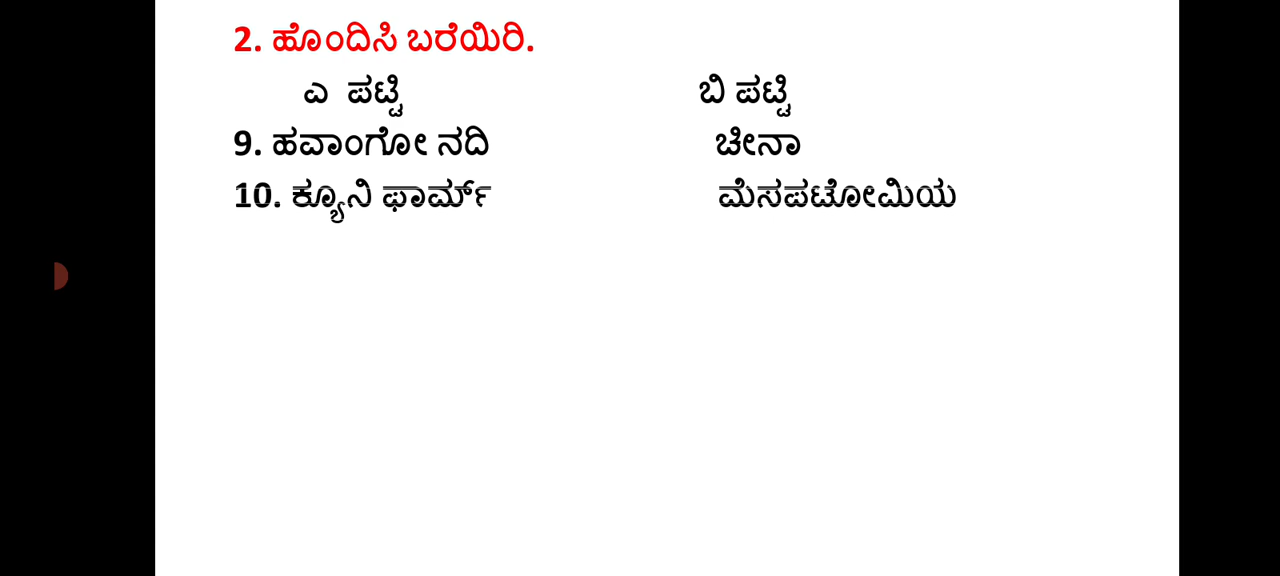 2. ಹೊಂದಿಸಿ ಬರೆಯಿರಿ.
ಎ ಪಟ್ಟಿ ಬಿ ಪಟ್ಟಿ
9. ಹವಾಂಗೋ ನದಿ ಚೀನಾ
10. ಕ್ಯೂನಿ ಫಾರ್ಮ್ ಮೆಸಪಟೋಮಿಯ